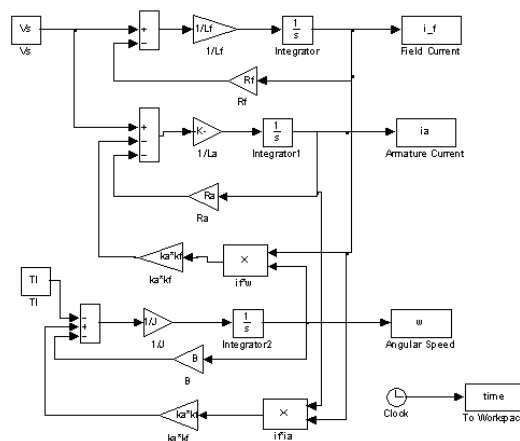 Vs
Vs
1/Lf
1/Lf
1
s
Integrator
i_f
Field Current
Rf
Rf
K-
1/La
1
s
Integrator1
ia
Armature Current
Ra
Ra
ka*kf
ka*kf
×
if*w
Tl
Tl
1/J
1/J
1
s
Integrator2
w
Angular Speed
B
B
ka*kf
ka*kf
×
if*ia
Clock
time
To Workspac